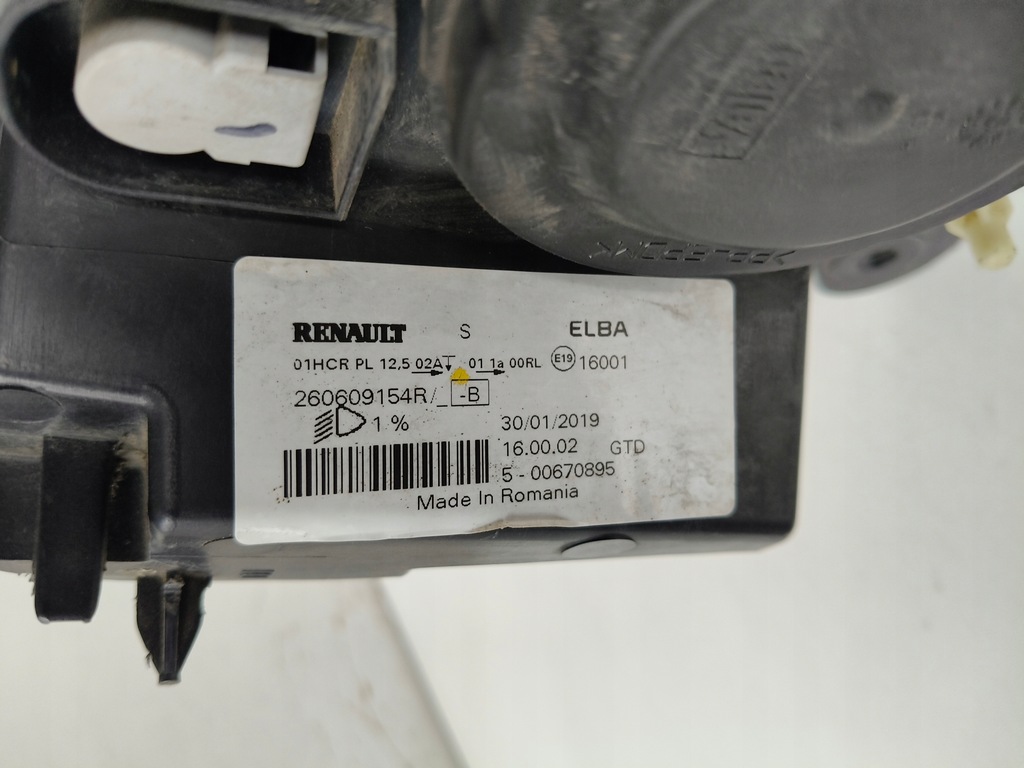 RENAULT S ELBA
01HCR PL 12.5 02A 01 1a 00RL E19 16001
260609154R/_ -B
1 %
30/01/2019
16.00.02 GTD
5 - 00670895
Made In Romania